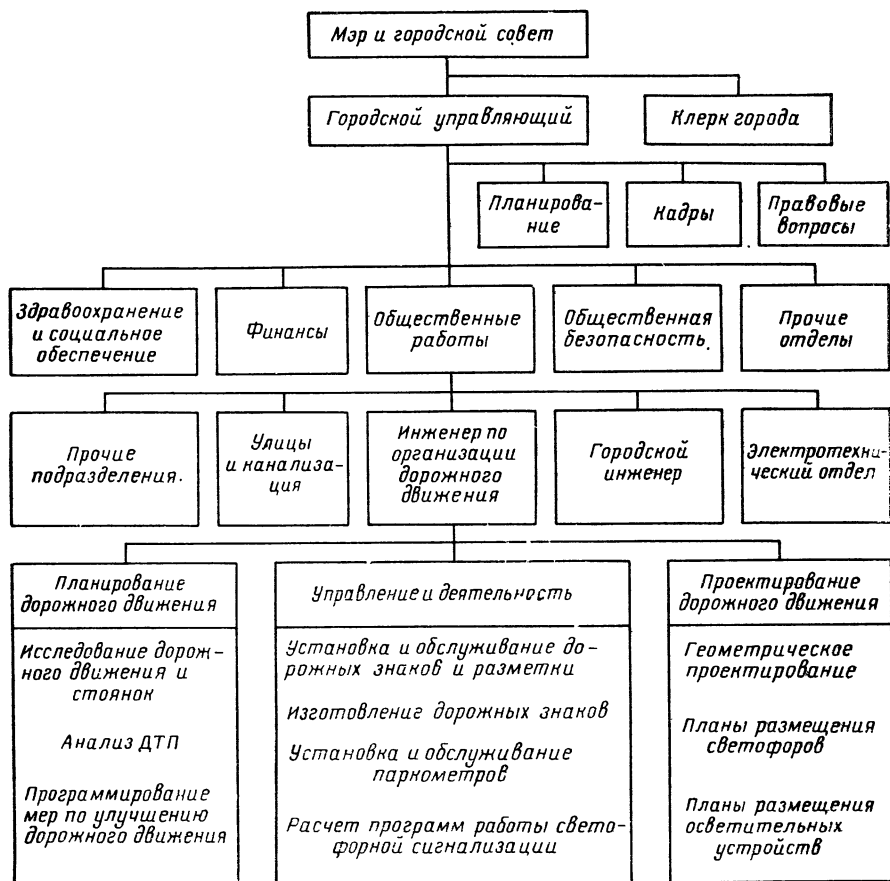 Мэр и городской совет
Городской управляющий
Клерк города
Планирова-
ние
Кадры
Правовые
вопросы
Здравоохранение
и социальное
обеспечение
Финансы
Общественные
работы
Общественная
безопасность.
Прочие
отделы
Прочие
подразделения.
Улицы
и канализа-
ция
Инженер по
организации
дорожного
движения
Городской
инженер
Электротехни-
ческий отдел
Планирование
дорожного движения
Исследование дорож-
ного движения и
стоянок
Анализ ДТП
Программирование
мер по улучшению
дорожного движения
Управление и деятельность
Установка и обслуживание до-
рожных знаков и разметки
Изготовление дорожных знаков
Установка и обслуживание
паркометров
Расчет программ работы свето-
форной сигнализации
Проектирование
дорожного движения
Геометрическое
проектирование
Планы размещения
светофоров
Планы размещения
осветительных
устройств